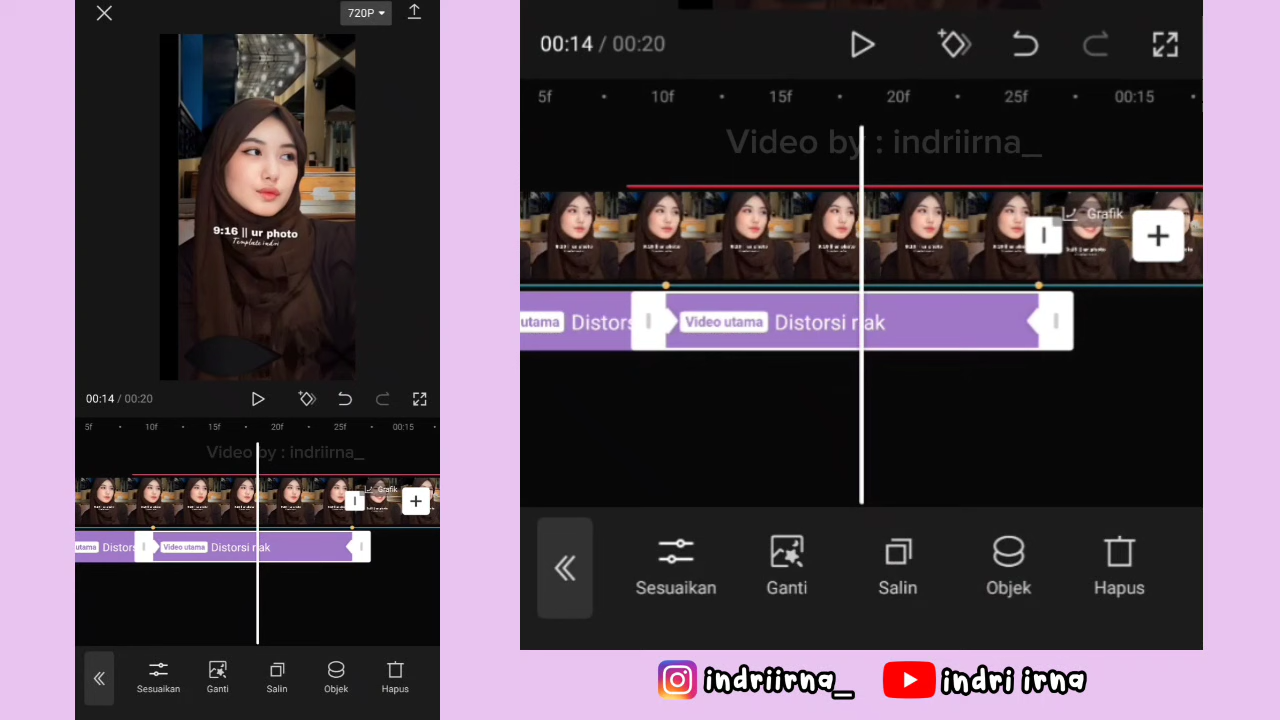 720P
9:16 || ur photo
Template indri
00:14 / 00:20
5f 10f 15f 20f 25f 00:15
Video by : indriirna_
Grafik
utama Distors Video utama Distorsi riak
Sesuaikan Ganti Salin Objek Hapus
00:14 / 00:20
5f 10f 15f 20f 25f 00:15
Video by : indriirna_
Grafik
utama Distors Video utama Distorsi riak
Sesuaikan Ganti Salin Objek Hapus
indriirna_ indri irna